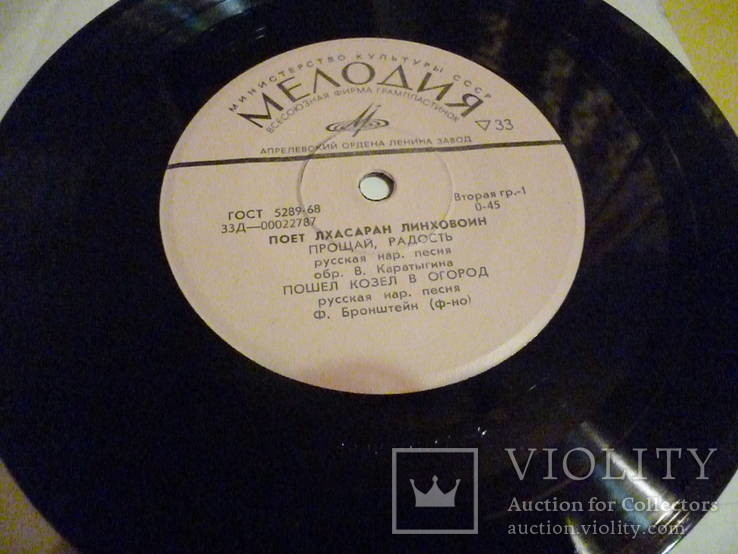 МИНИСТЕРСТВО КУЛЬТУРЫ СССР
МЕЛОДИЯ
ВСЕСОЮЗНАЯ ФИРМА ГРАМПЛАСТИНОК
33
АПРЕЛЕВСКИЙ ОРДЕНА ЛЕНИНА ЗАВОД
ГОСТ 5289-68
Вторая гр.-1
33Д—00022787
0-45
ПОЕТ ЛХАСАРАН ЛИНХОВОИН
ПРОЩАЙ, РАДОСТЬ
русская нар. песня
обр. В. Каратыгина
ПОШЕЛ КОЗЕЛ В ОГОРОД
русская нар. песня
Ф. Бронштейн (ф-но)
VIOLITY
Auction for Collectors
auction.violity.com